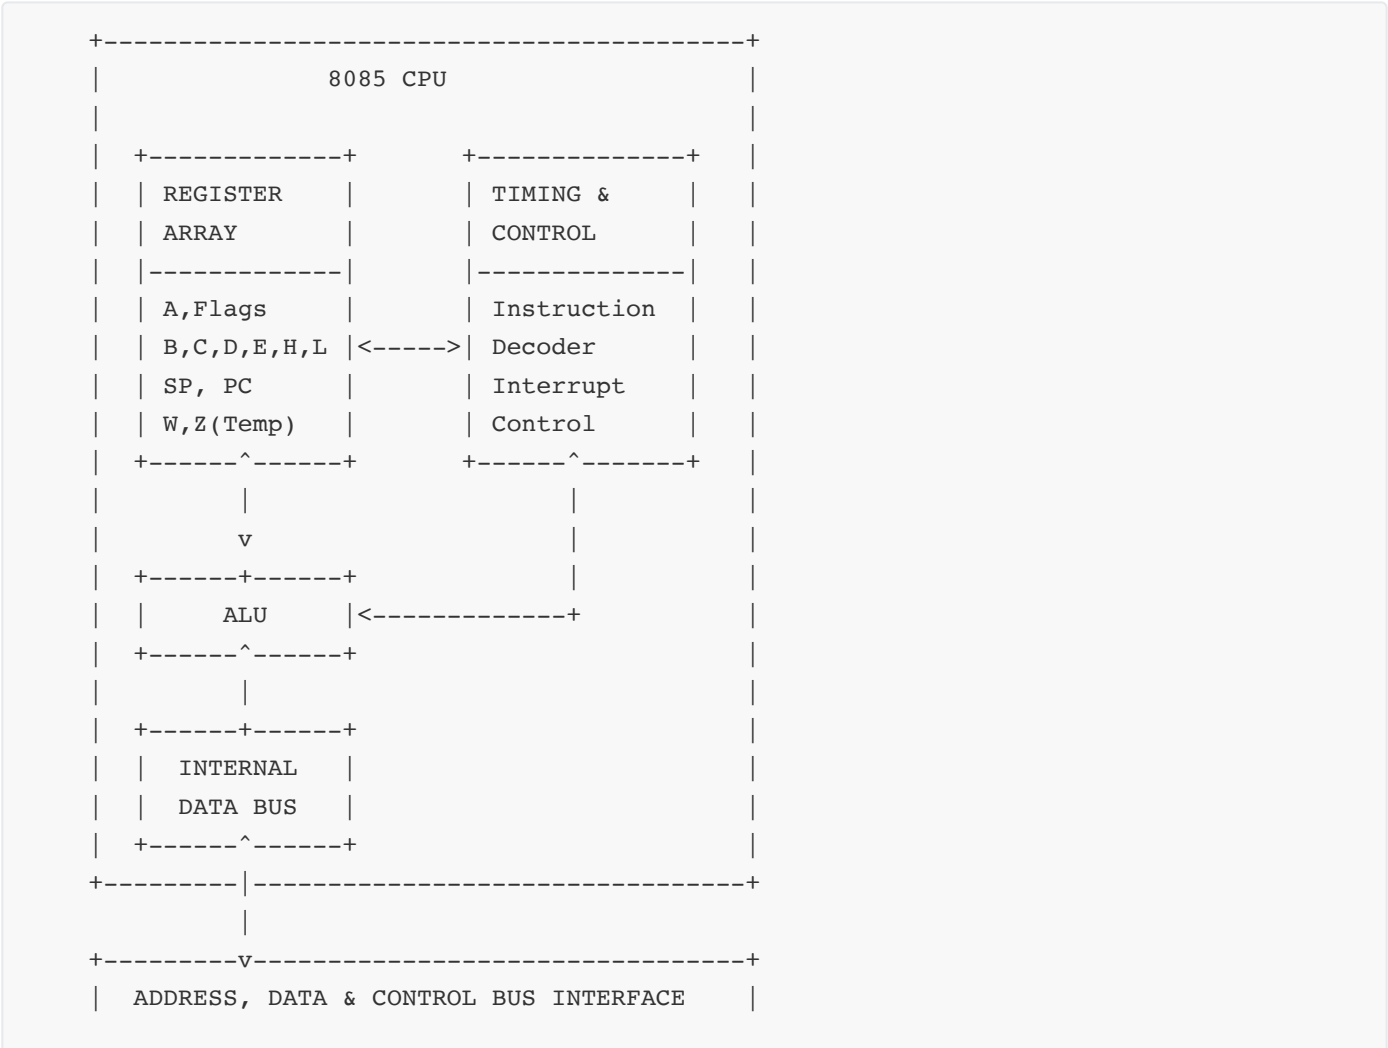 +-------------------------------------------+
|               8085 CPU                    |
|                                           |
|  +-------------+       +--------------+   |
|  | REGISTER    |       | TIMING &     |   |
|  | ARRAY       |       | CONTROL      |   |
|  |-------------|       |--------------|   |
|  | A,Flags     |       | Instruction  |   |
|  | B,C,D,E,H,L |<----->| Decoder      |   |
|  | SP, PC      |       | Interrupt    |   |
|  | W,Z(Temp)   |       | Control      |   |
|  +------^------+       +------^-------+   |
|         |                     |           |
|         v                     |           |
|  +------+------+              |           |
|  |     ALU     |<-------------+           |
|  +------^------+                          |
|         |                                 |
|  +------+------+                          |
|  |  INTERNAL   |                          |
|  |  DATA BUS   |                          |
|  +------^------+                          |
+---------|---------------------------------+
          |
+---------v---------------------------------+
|  ADDRESS, DATA & CONTROL BUS INTERFACE    |